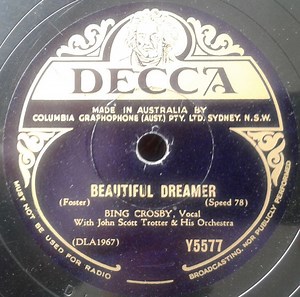 DECCA
MADE IN AUSTRALIA BY
COLUMBIA GRAPHOPHONE (AUST.) PTY. LTD. SYDNEY. N.S.W.
BEAUTIFUL DREAMER
(Foster) (Speed 78)
BING CROSBY, Vocal
With John Scott Trotter & His Orchestra
(DLA1967) Y5577
MUST NOT BE USED FOR RADIO
BROADCASTING, NOR PUBLICLY PERFORMED